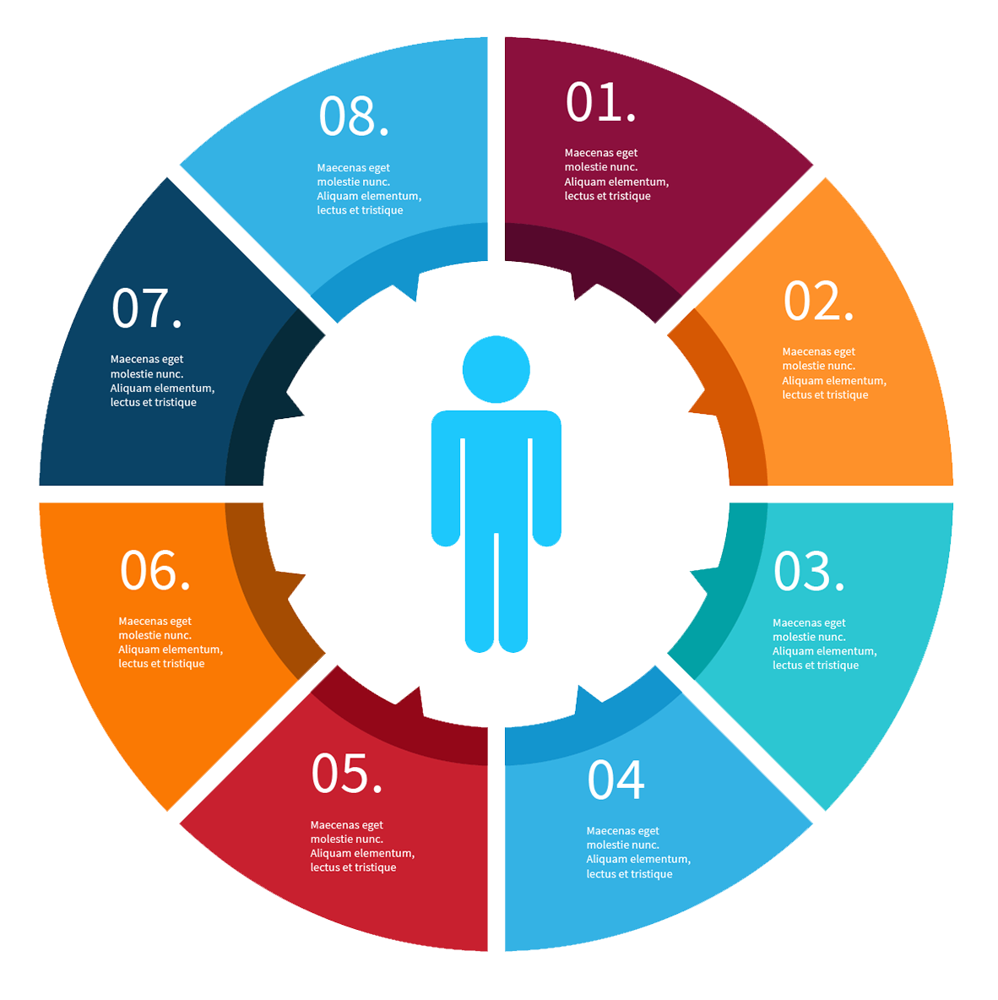 01.
Maecenas eget
molestie nunc.
Aliquam elementum,
lectus et tristique
02.
Maecenas eget
molestie nunc.
Aliquam elementum,
lectus et tristique
03.
Maecenas eget
molestie nunc.
Aliquam elementum,
lectus et tristique
04
Maecenas eget
molestie nunc.
Aliquam elementum,
lectus et tristique
05.
Maecenas eget
molestie nunc.
Aliquam elementum,
lectus et tristique
06.
Maecenas eget
molestie nunc.
Aliquam elementum,
lectus et tristique
07.
Maecenas eget
molestie nunc.
Aliquam elementum,
lectus et tristique
08.
Maecenas eget
molestie nunc.
Aliquam elementum,
lectus et tristique